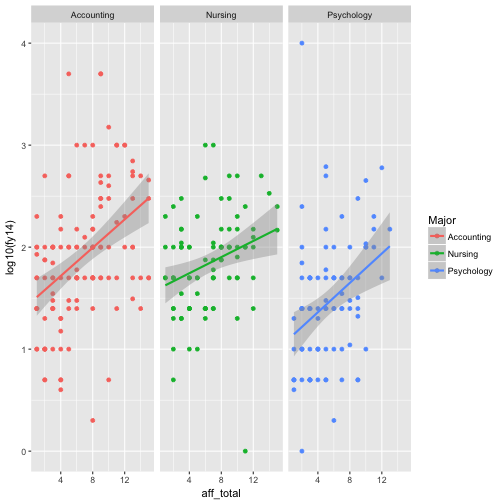 Accounting Nursing Psychology
4
3
2
1
0
log10(fy14)
4 8 12 4 8 12 4 8 12
aff_total
Major
Accounting
Nursing
Psychology